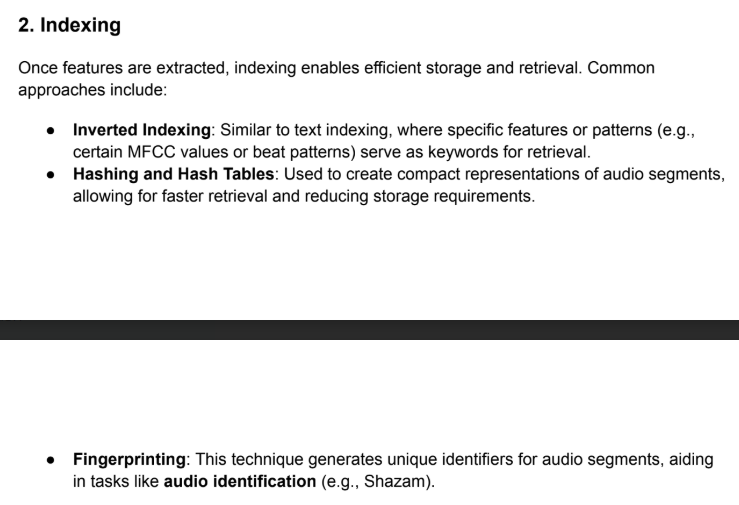 2. Indexing
Once features are extracted, indexing enables efficient storage and retrieval. Common
approaches include:
● Inverted Indexing: Similar to text indexing, where specific features or patterns (e.g.,
certain MFCC values or beat patterns) serve as keywords for retrieval.
● Hashing and Hash Tables: Used to create compact representations of audio segments,
allowing for faster retrieval and reducing storage requirements.
● Fingerprinting: This technique generates unique identifiers for audio segments, aiding
in tasks like audio identification (e.g., Shazam).